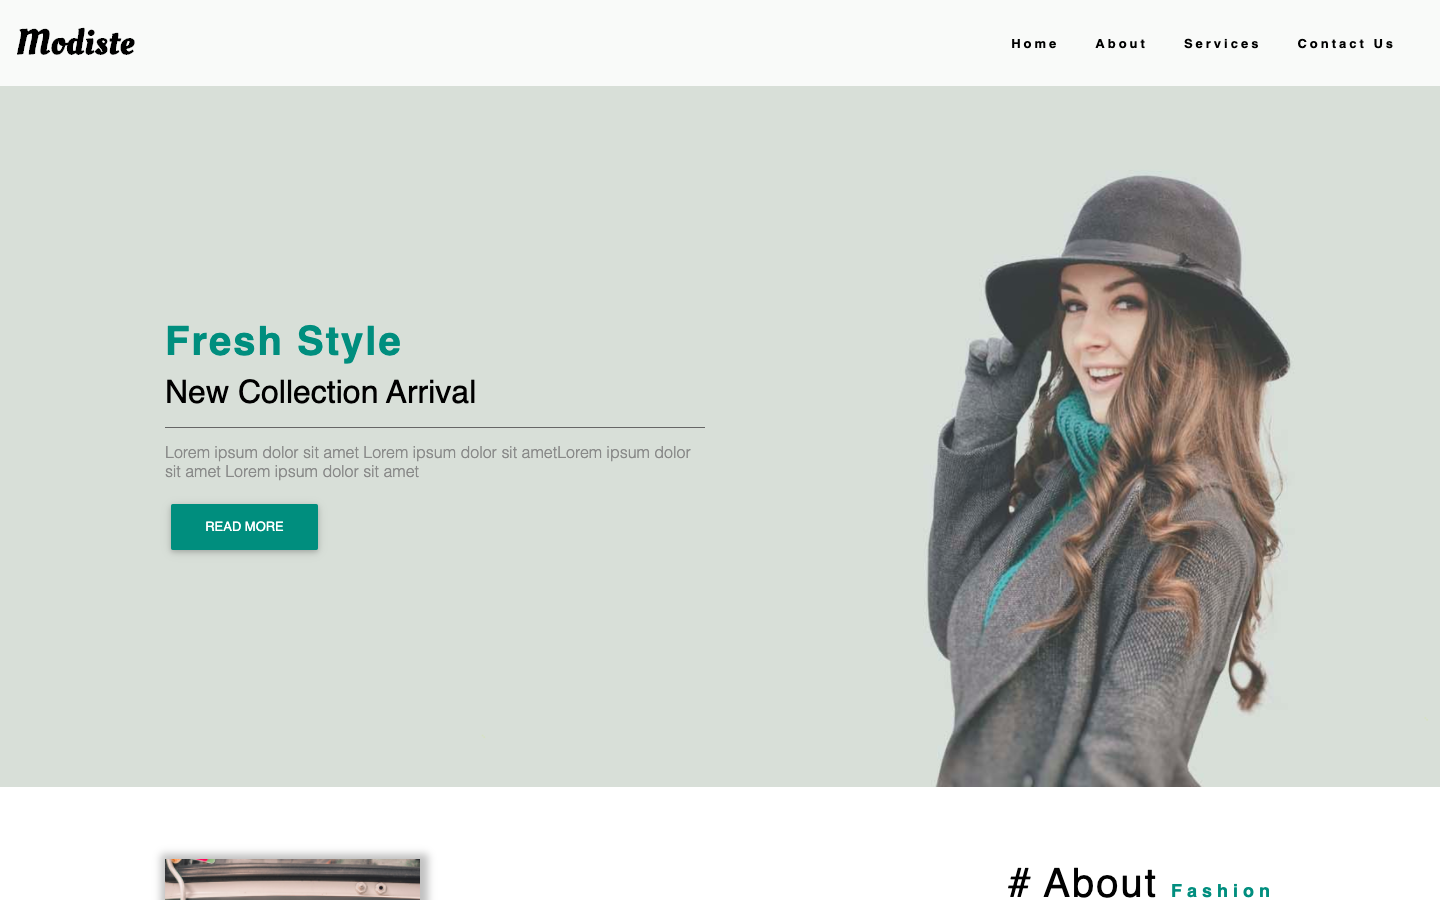 Modiste
Home About Services Contact Us
Fresh Style
New Collection Arrival
Lorem ipsum dolor sit amet Lorem ipsum dolor sit ametLorem ipsum dolor
sit amet Lorem ipsum dolor sit amet
READ MORE
# About Fashion